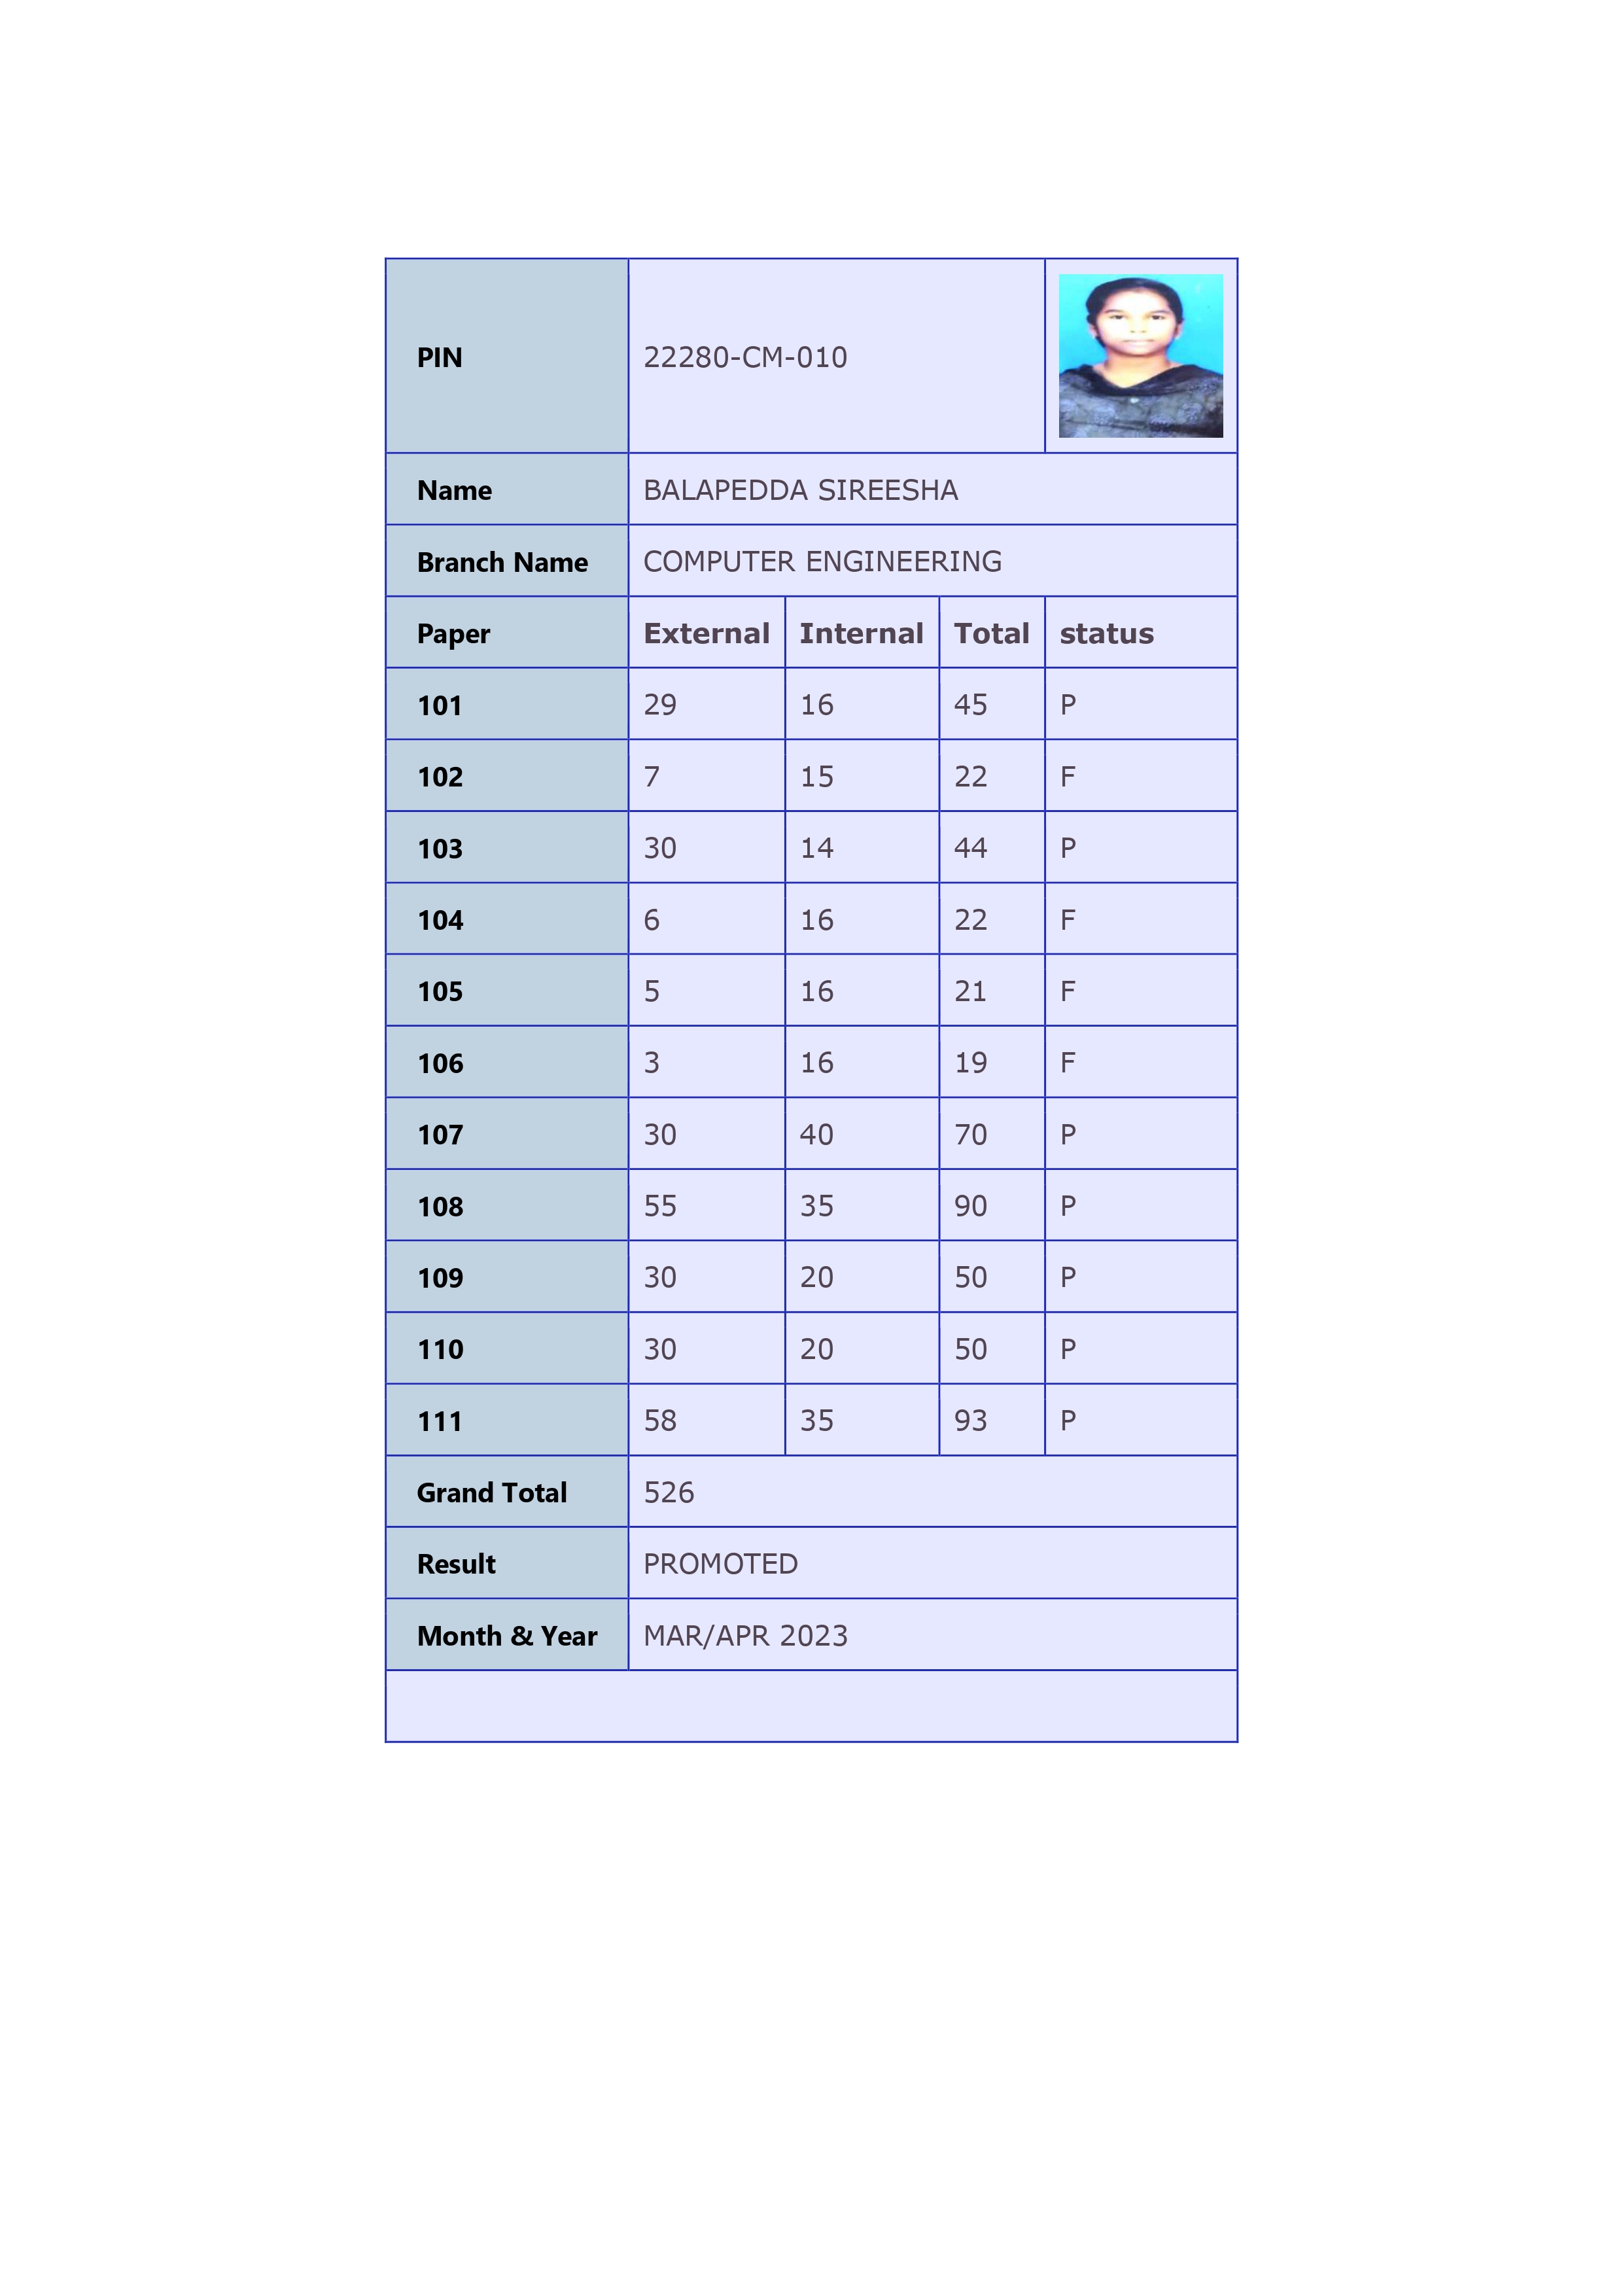 PIN 22280-CM-010
Name BALAPEDDA SIREESHA
Branch Name COMPUTER ENGINEERING
Paper External Internal Total status
101 29 16 45 P
102 7 15 22 F
103 30 14 44 P
104 6 16 22 F
105 5 16 21 F
106 3 16 19 F
107 30 40 70 P
108 55 35 90 P
109 30 20 50 P
110 30 20 50 P
111 58 35 93 P
Grand Total 526
Result PROMOTED
Month & Year MAR/APR 2023